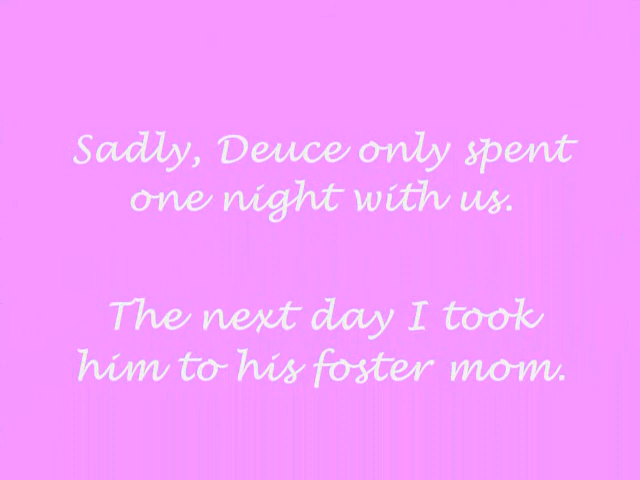 Sadly, Deuce only spent
one night with us.
The next day I took
him to his foster mom.